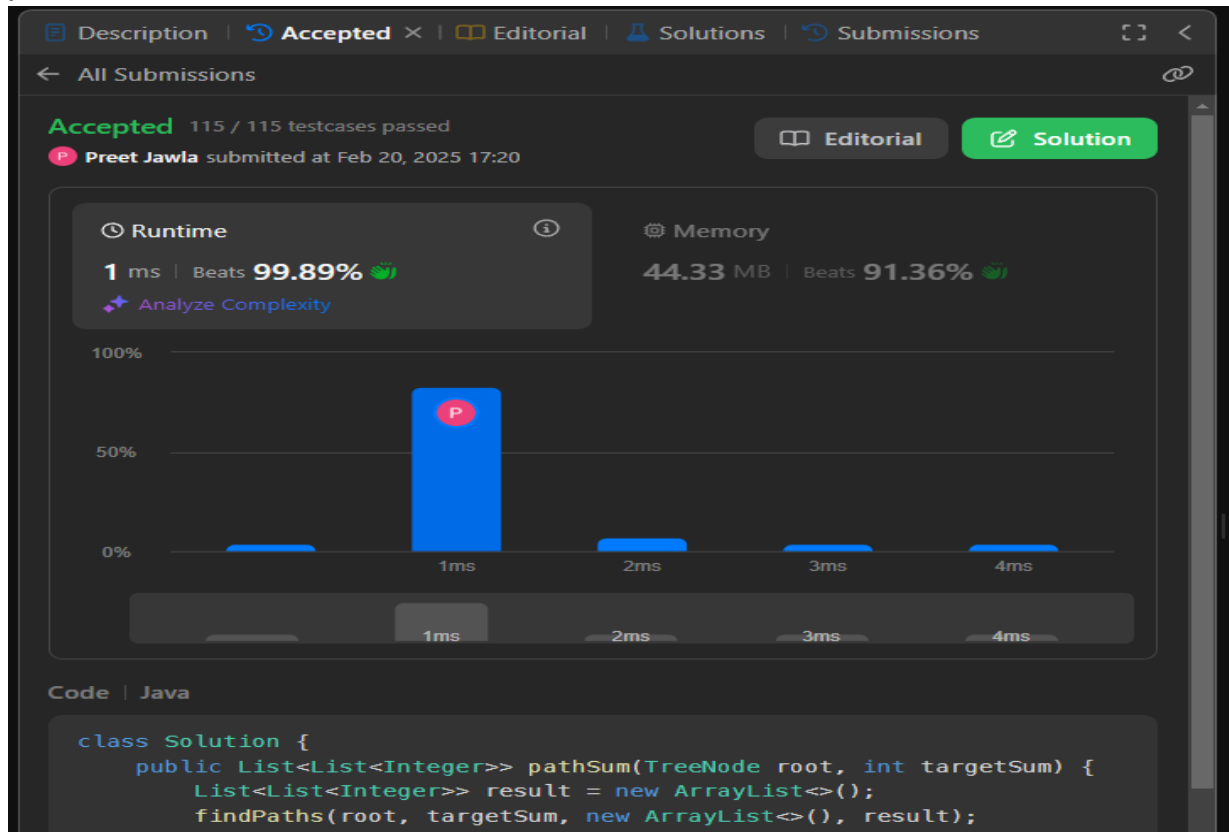 Description | Accepted × | Editorial | Solutions | Submissions
← All Submissions
Accepted 115 / 115 testcases passed
P Preet Jawla submitted at Feb 20, 2025 17:20
Editorial
Solution
Runtime
1 ms | Beats 99.89%
Analyze Complexity
Memory
44.33 MB | Beats 91.36%
100%
P
50%
0%
1ms 2ms 3ms 4ms
1ms 2ms 3ms 4ms
Code | Java
class Solution {
    public List<List<Integer>> pathSum(TreeNode root, int targetSum) {
        List<List<Integer>> result = new ArrayList<>();
        findPaths(root, targetSum, new ArrayList<>(), result);